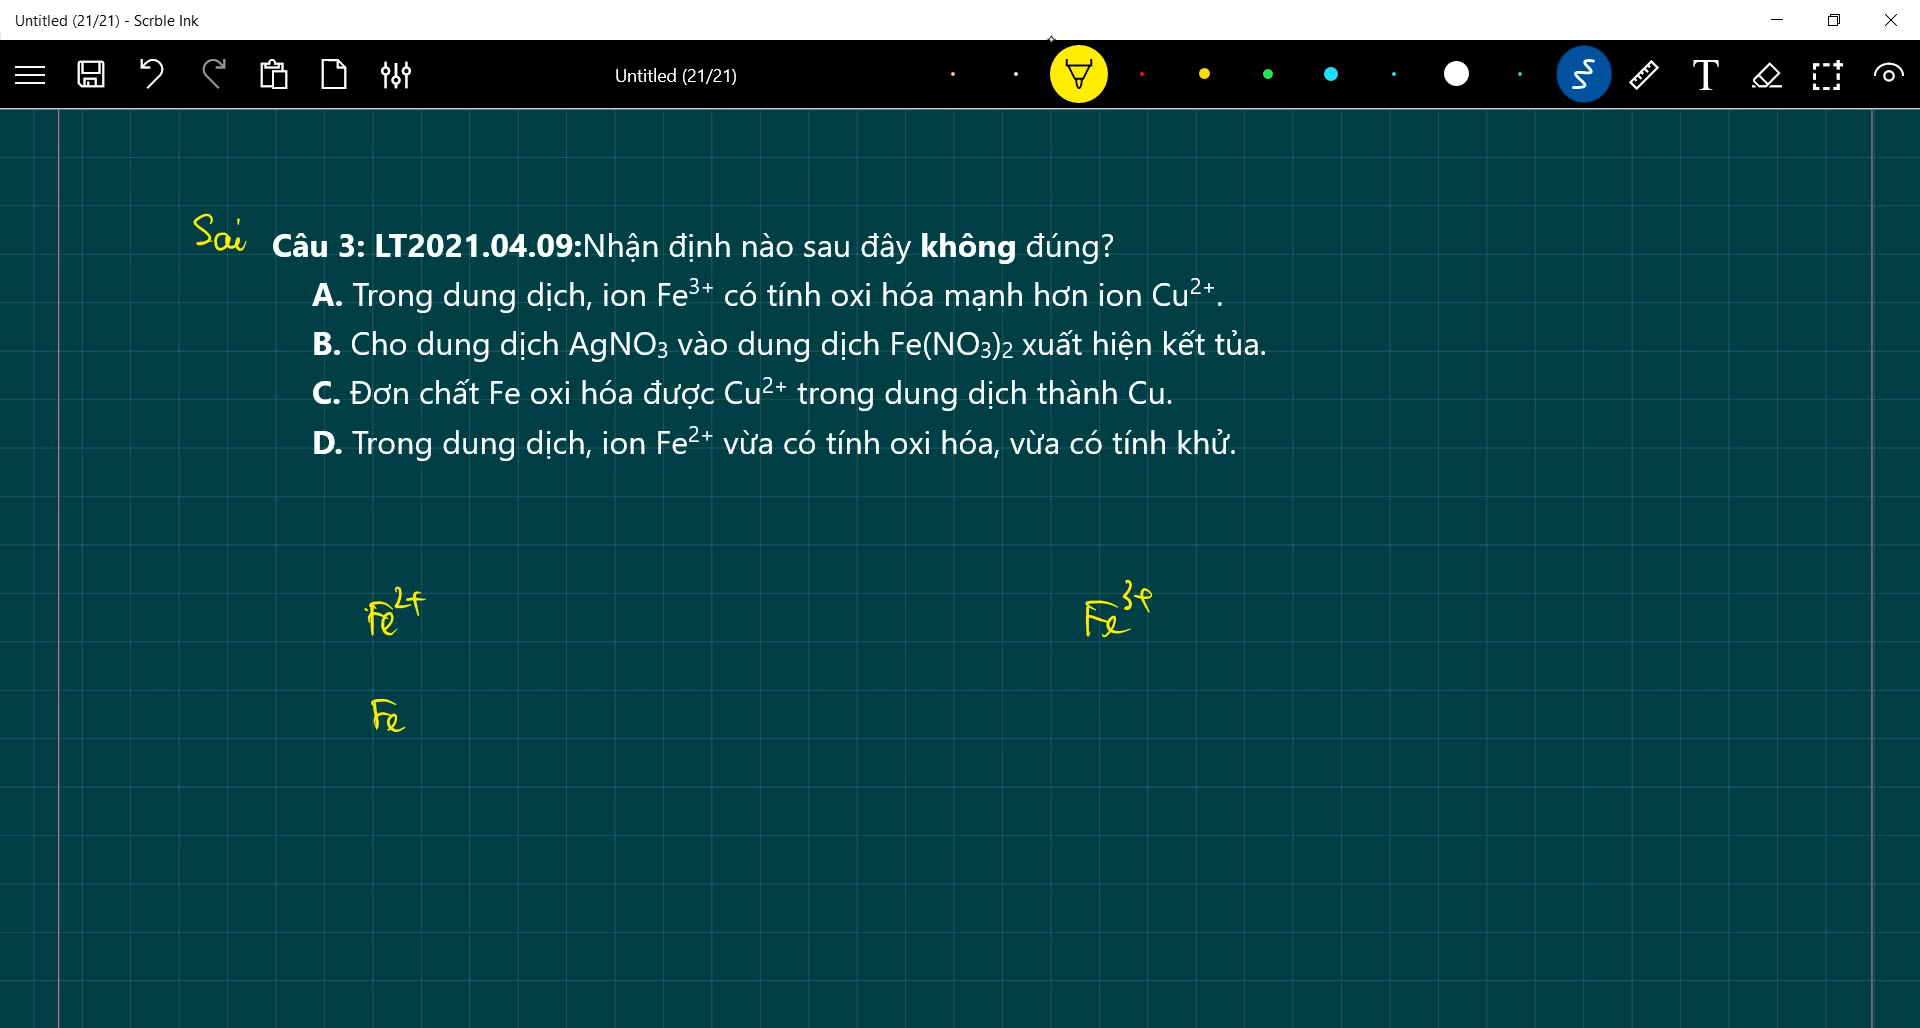 Untitled (21/21) - Scrble Ink
Untitled (21/21)
T
Sai
Câu 3: LT2021.04.09:Nhận định nào sau đây không đúng?
A. Trong dung dịch, ion Fe³⁺ có tính oxi hóa mạnh hơn ion Cu²⁺.
B. Cho dung dịch AgNO₃ vào dung dịch Fe(NO₃)₂ xuất hiện kết tủa.
C. Đơn chất Fe oxi hóa được Cu²⁺ trong dung dịch thành Cu.
D. Trong dung dịch, ion Fe²⁺ vừa có tính oxi hóa, vừa có tính khử.
Fe²⁺ Fe³⁺
Fe